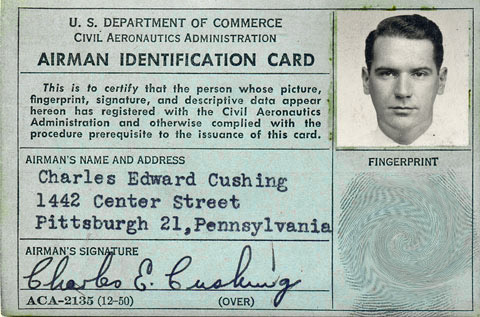 U. S. DEPARTMENT OF COMMERCE
CIVIL AERONAUTICS ADMINISTRATION
AIRMAN IDENTIFICATION CARD
This is to certify that the person whose picture,
fingerprint, signature, and descriptive data appear
hereon has registered with the Civil Aeronautics
Administration and otherwise complied with the
procedure prerequisite to the issuance of this card.
AIRMAN'S NAME AND ADDRESS
Charles Edward Cushing
1442 Center Street
Pittsburgh 21,Pennsylvania
AIRMAN'S SIGNATURE
Charles E. Cushing
ACA-2135 (12-50) (OVER)
FINGERPRINT